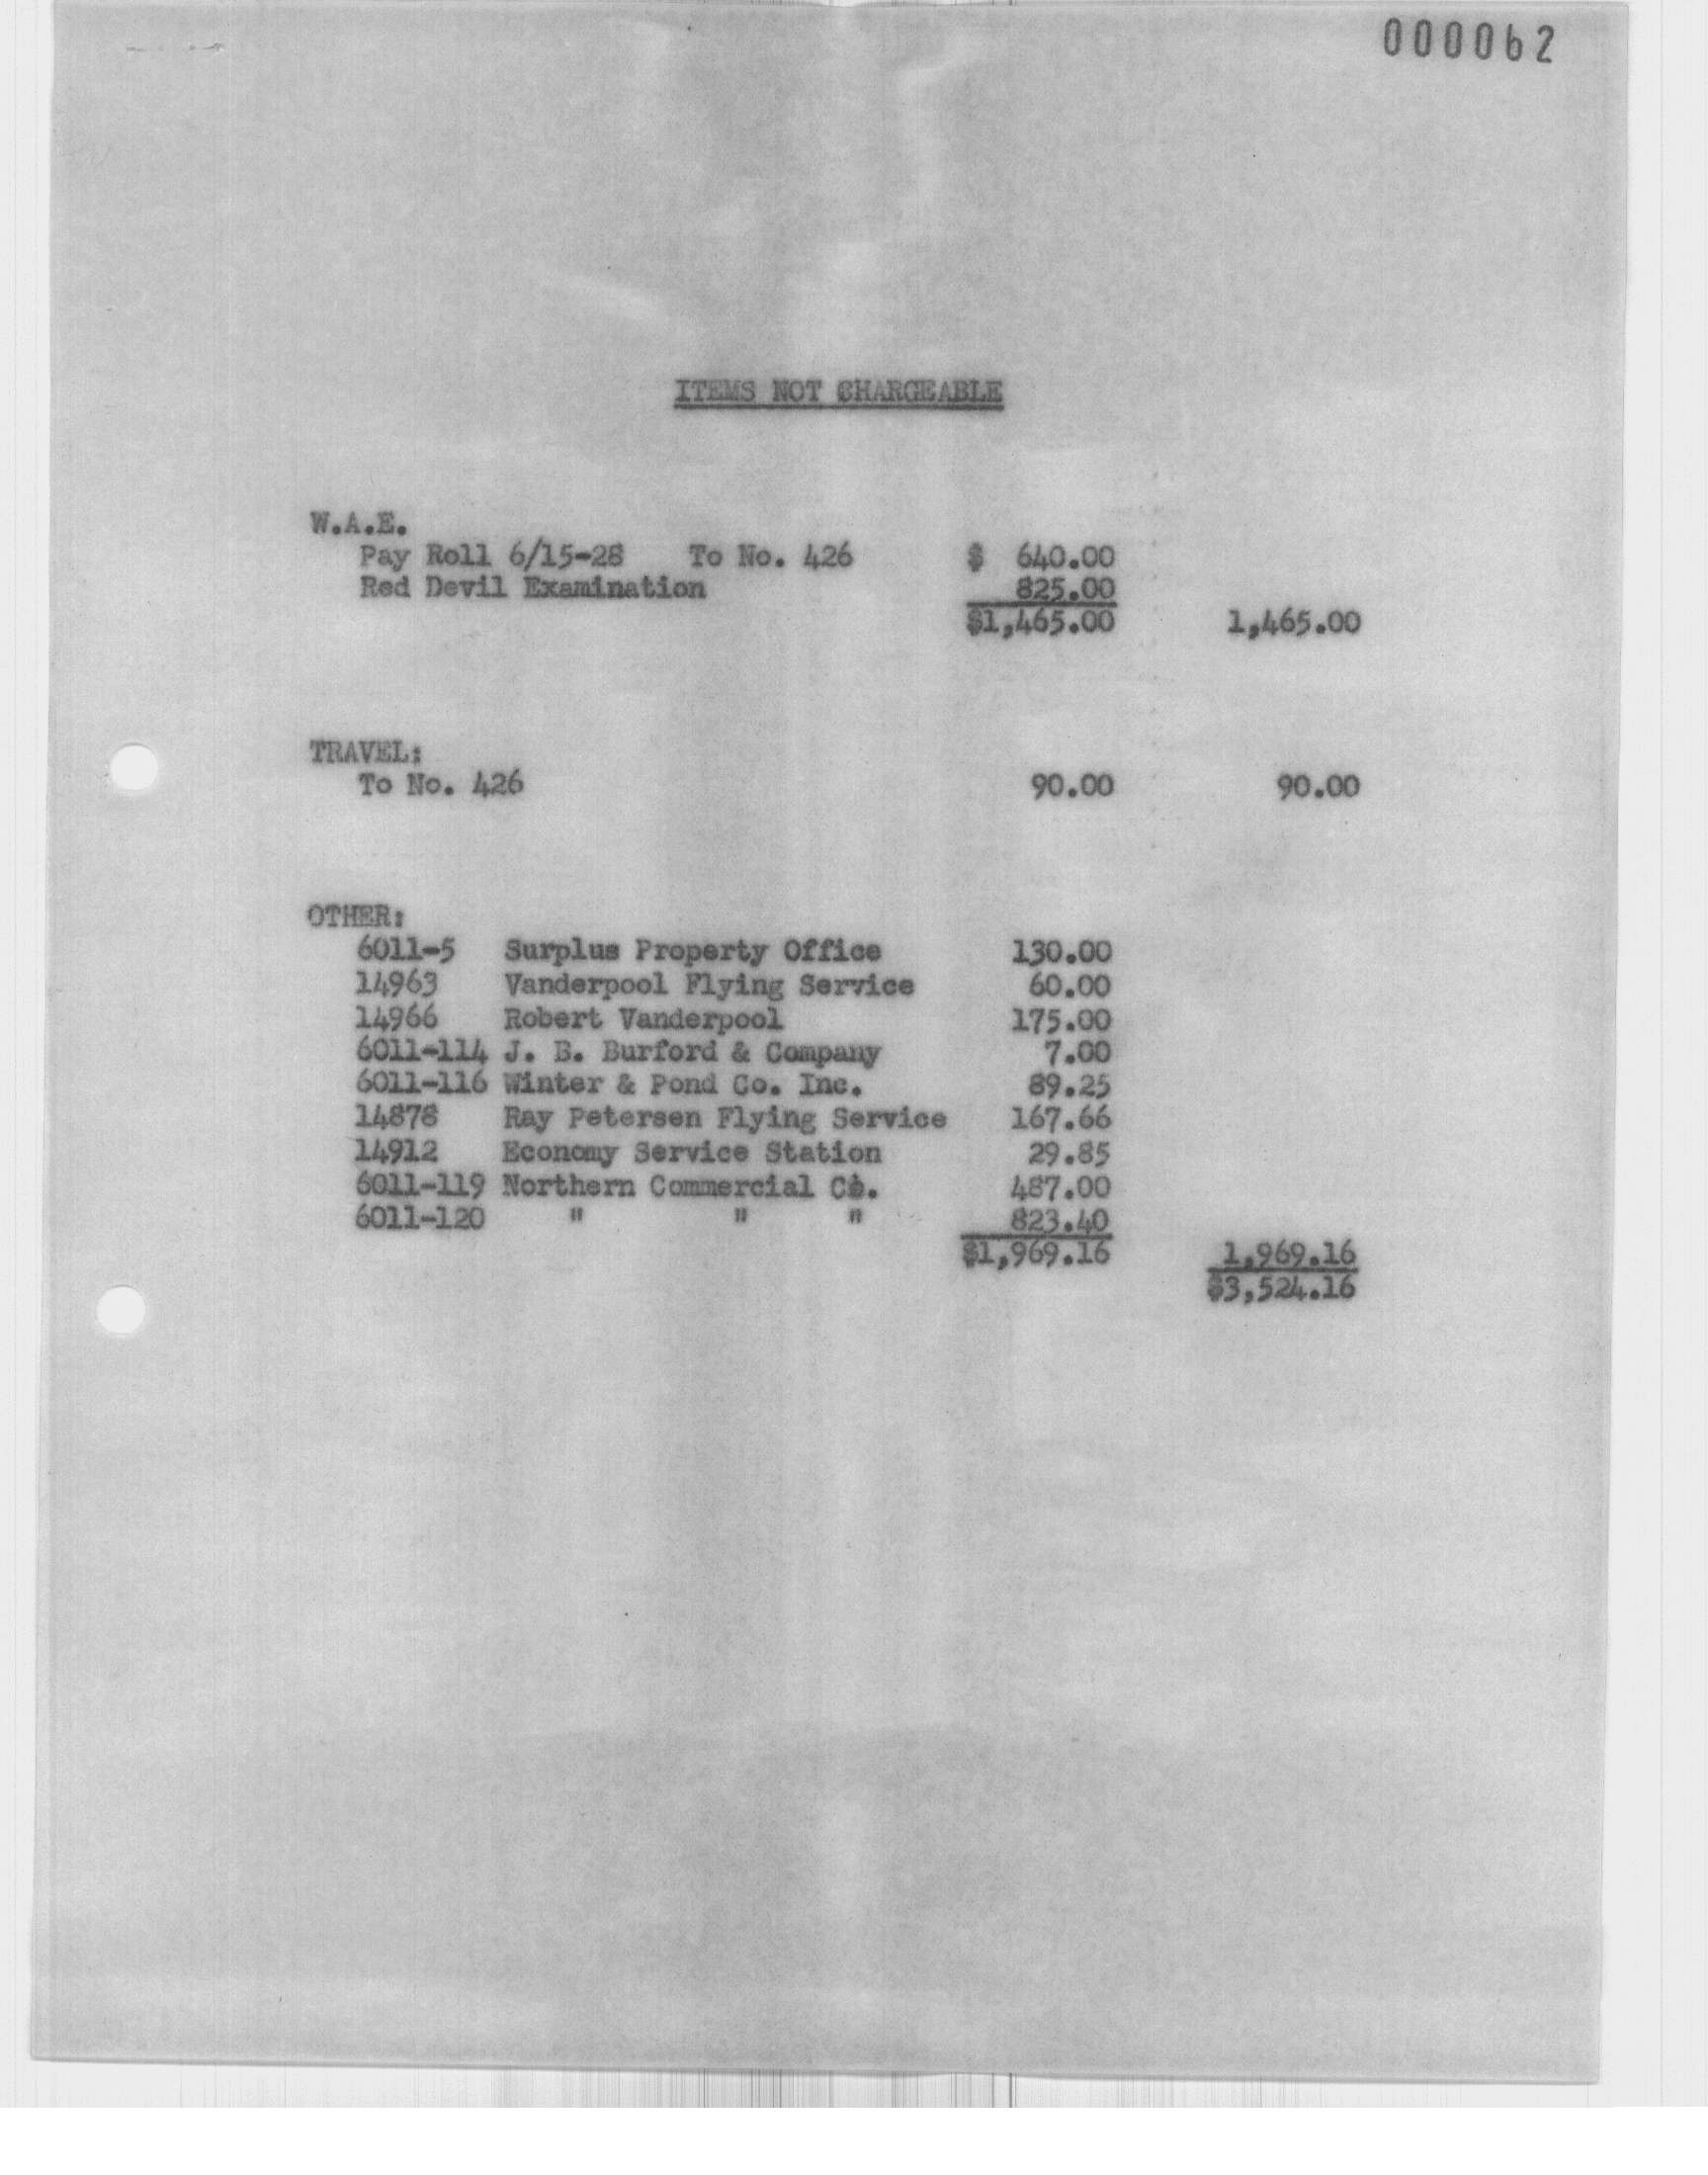 000062
ITEMS NOT CHARGEABLE
W.A.E.
Pay Roll 6/15-28 To No. 426 $ 640.00
Red Devil Examination 825.00
$1,465.00 1,465.00
TRAVEL:
To No. 426 90.00 90.00
OTHER:
6011-5 Surplus Property Office 130.00
14963 Vanderpool Flying Service 60.00
14966 Robert Vanderpool 175.00
6011-114 J. B. Burford & Company 7.00
6011-116 Winter & Pond Co. Inc. 89.25
14878 Ray Petersen Flying Service 167.66
14912 Economy Service Station 29.85
6011-119 Northern Commercial Co. 487.00
6011-120 " " " 823.40
$1,969.16 1,969.16
$3,524.16